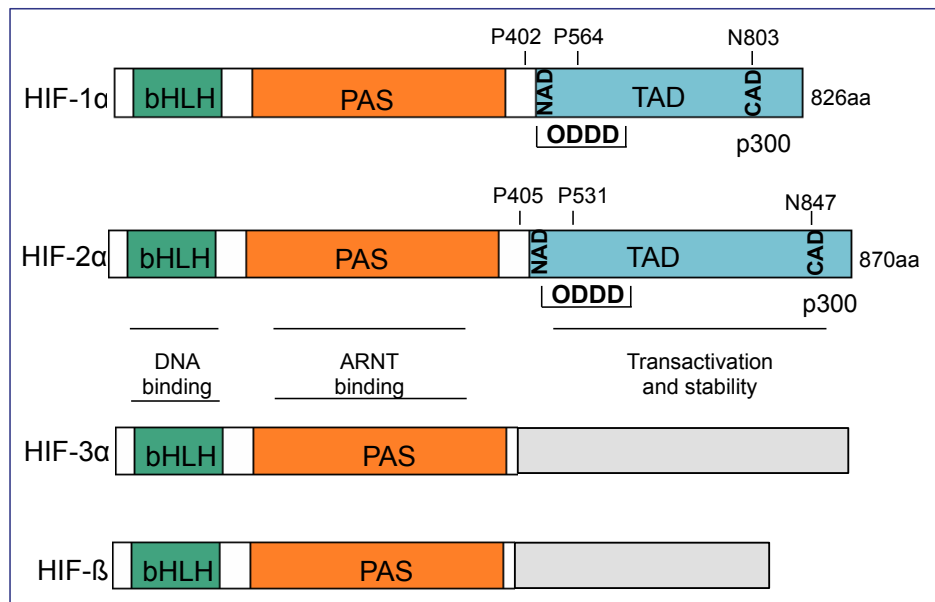 P402 P564 N803
HIF-1α bHLH PAS NAD TAD CAD 826aa
ODDD p300
P405 P531 N847
HIF-2α bHLH PAS NAD TAD CAD 870aa
ODDD p300
DNA
binding
ARNT
binding
Transactivation
and stability
HIF-3α bHLH PAS
HIF-ß bHLH PAS